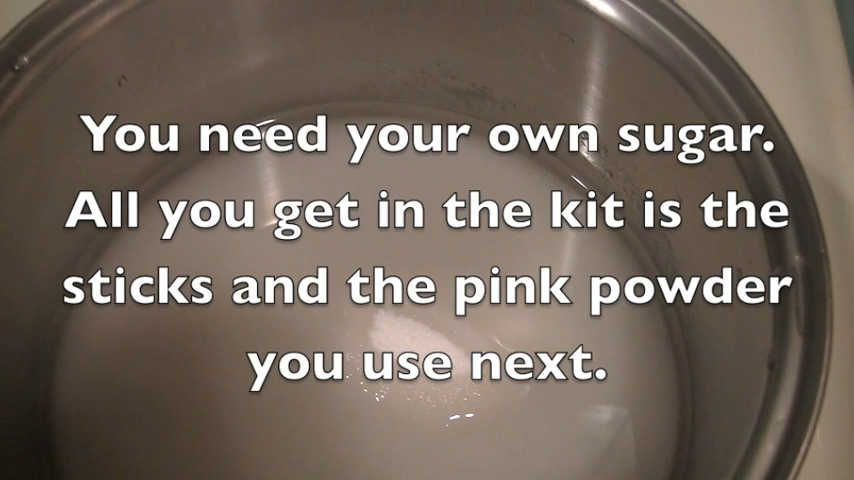 You need your own sugar.
All you get in the kit is the
sticks and the pink powder
you use next.